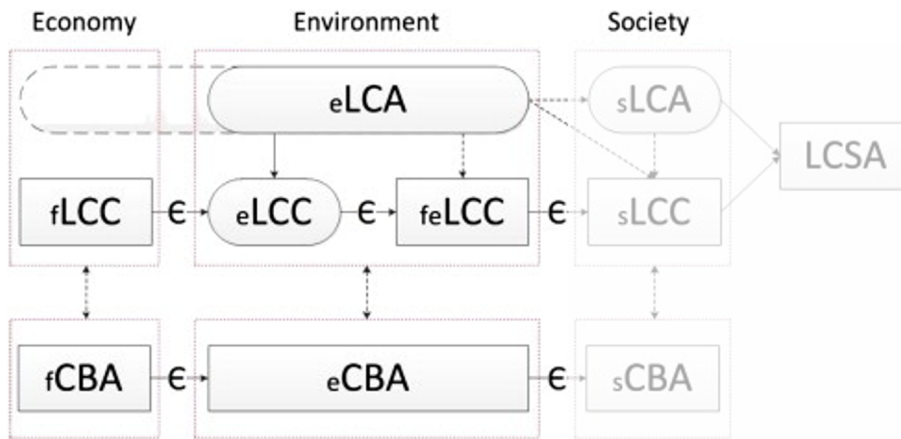 Economy Environment Society
eLCA sLCA
LCSA
fLCC є eLCC є feLCC є sLCC
fCBA є eCBA є sCBA